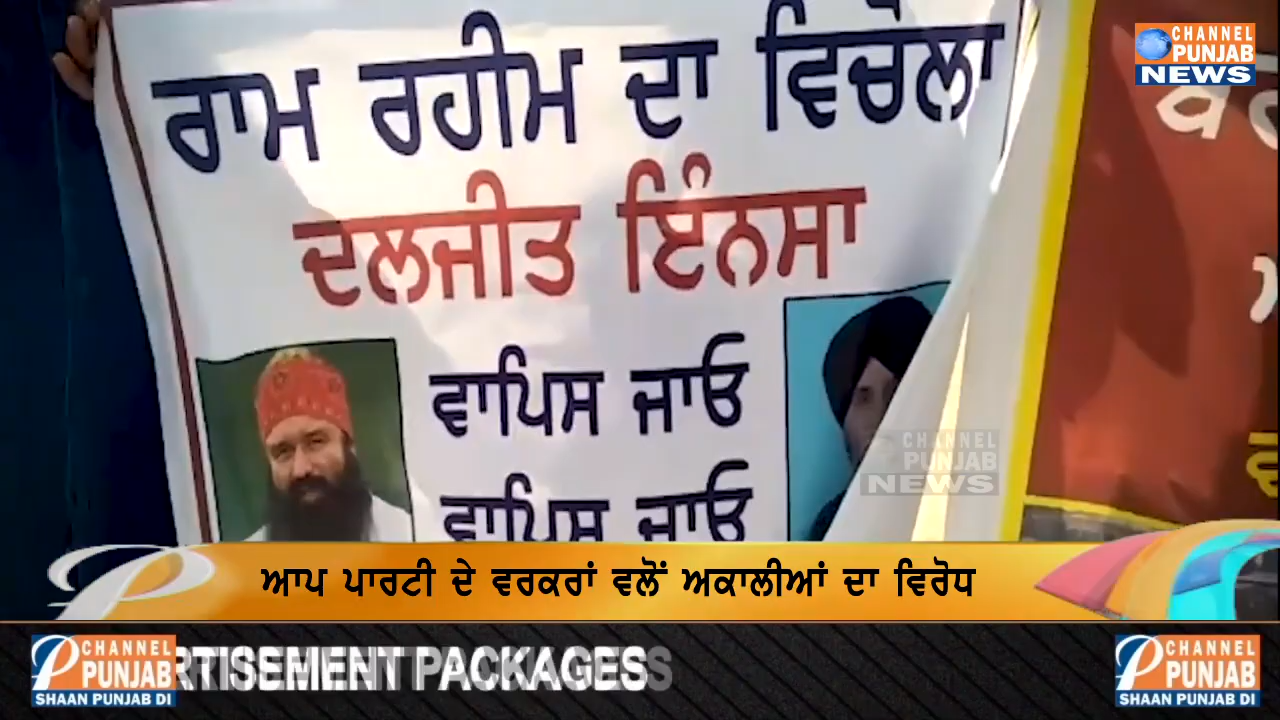 CHANNEL
PUNJAB
NEWS
ਰਾਮ ਰਹੀਮ ਦਾ ਵਿਚੋਲਾ
ਦਲਜੀਤ ਇੰਨਸਾ
ਵਾਪਿਸ ਜਾਓ
ਵਾਪਿਸ ਜਾਓ
CHANNEL
PUNJAB
NEWS
ਆਪ ਪਾਰਟੀ ਦੇ ਵਰਕਰਾਂ ਵਲੋਂ ਅਕਾਲੀਆਂ ਦਾ ਵਿਰੋਧ
CHANNEL
PUNJAB
SHAAN PUNJAB DI
PACKAGES
CHANNEL
PUNJAB
SHAAN PUNJAB DI